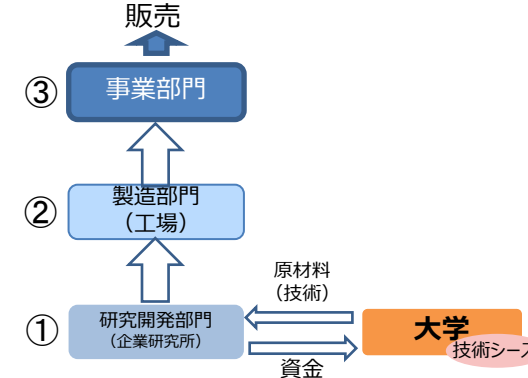 販売
③
事業部門
②
製造部門
（工場）
原材料
（技術）
①
研究開発部門
（企業研究所）
大学
技術シーズ
資金